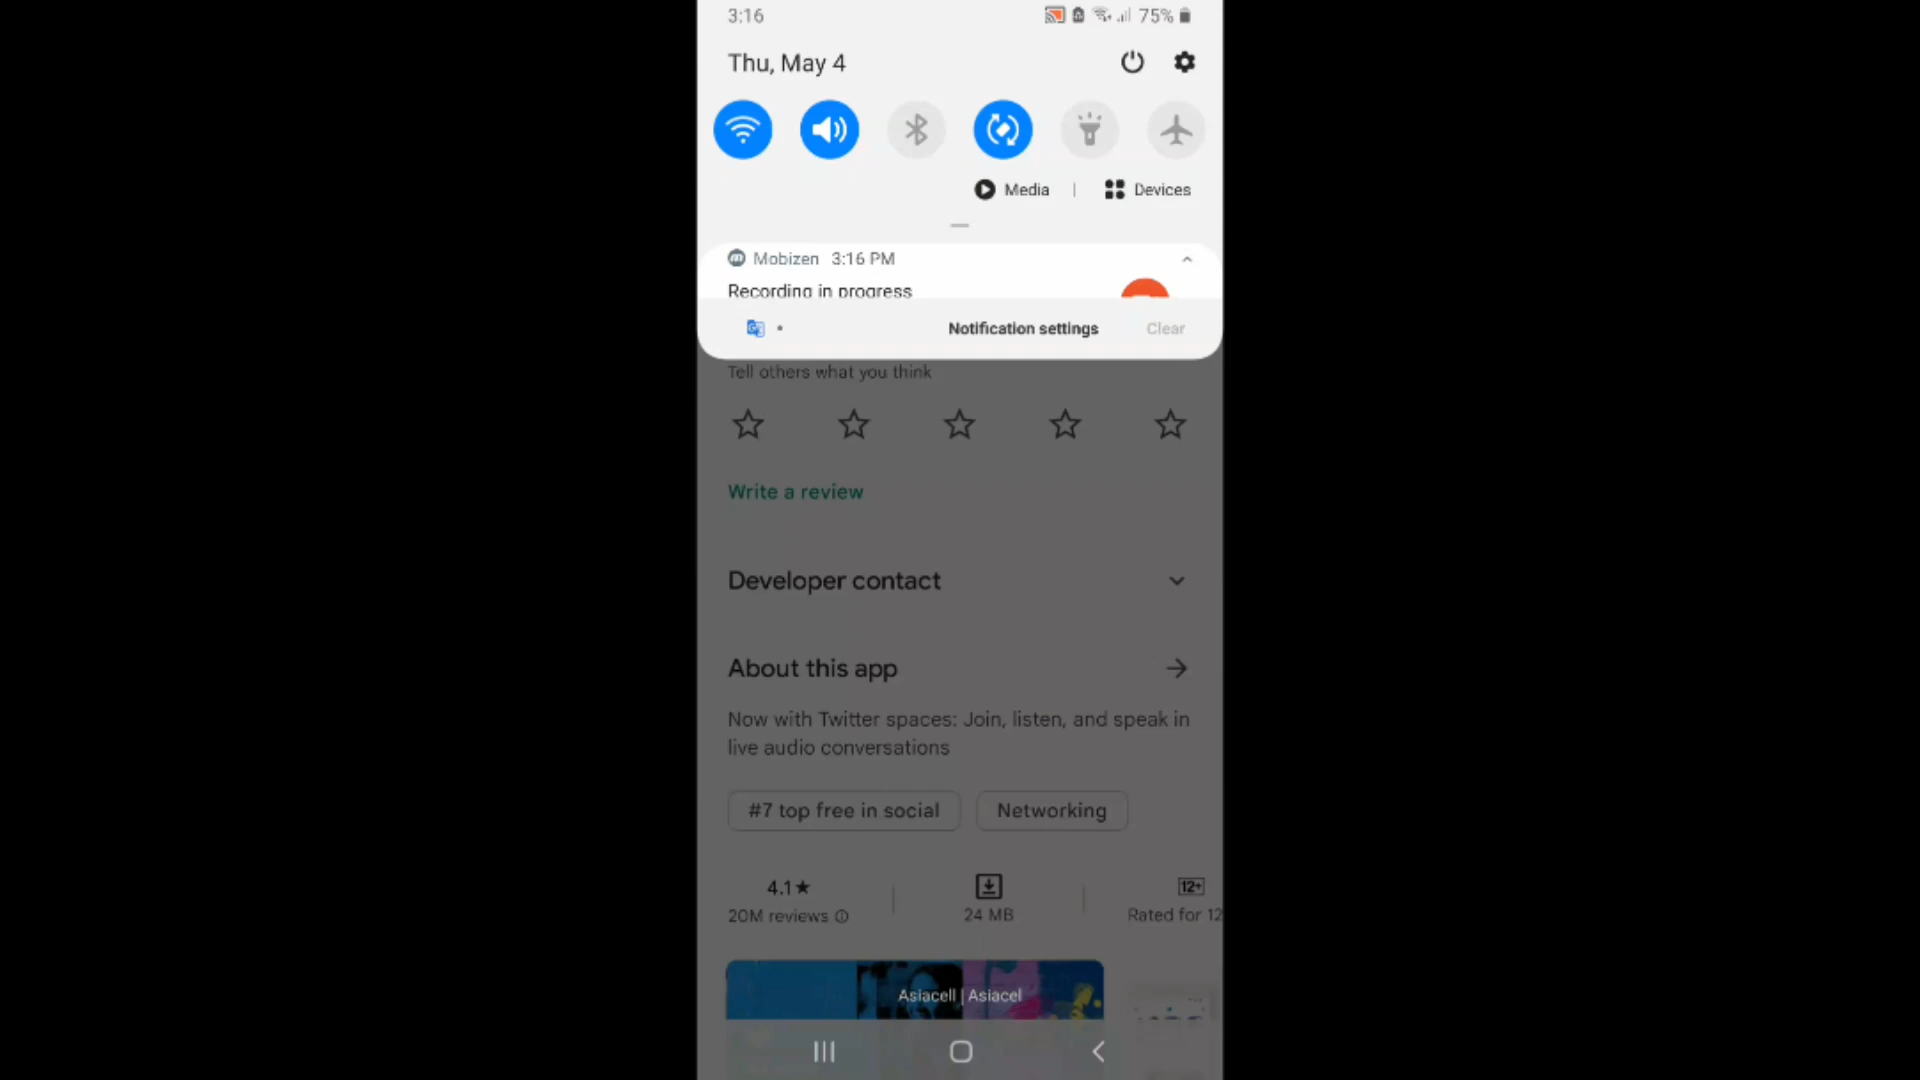 3:16 75%
Thu, May 4
Media | Devices
Mobizen 3:16 PM
Recording in progress
Notification settings Clear
Tell others what you think
Write a review
Developer contact
About this app
Now with Twitter spaces: Join, listen, and speak in
live audio conversations
#7 top free in social Networking
4.1★ 12+
20M reviews 24 MB Rated for 12
Asiacell | Asiacel